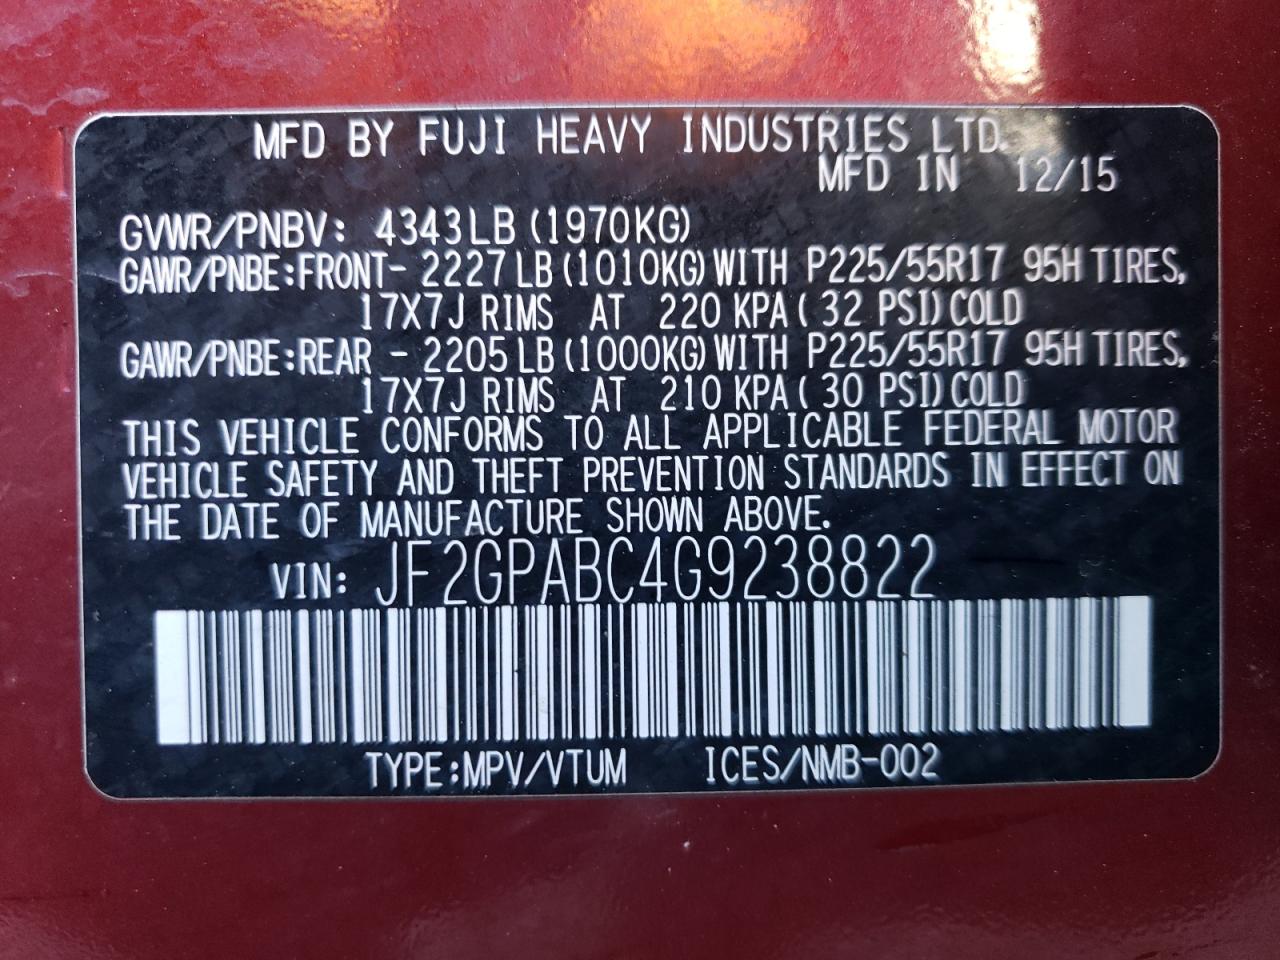 MFD BY FUJI HEAVY INDUSTRIES LTD.
MFD IN 12/15
GVWR/PNBV: 4343LB (1970KG)
GAWR/PNBE:FRONT- 2227LB (1010KG) WITH P225/55R17 95H TIRES,
17X7J RIMS AT 220 KPA ( 32 PSI) COLD
GAWR/PNBE:REAR - 2205LB (1000KG) WITH P225/55R17 95H TIRES,
17X7J RIMS AT 210 KPA ( 30 PSI) COLD
THIS VEHICLE CONFORMS TO ALL APPLICABLE FEDERAL MOTOR
VEHICLE SAFETY AND THEFT PREVENTION STANDARDS IN EFFECT ON
THE DATE OF MANUFACTURE SHOWN ABOVE.
VIN: JF2GPABC4G9238822
TYPE:MPV/VTUM ICES/NMB-002